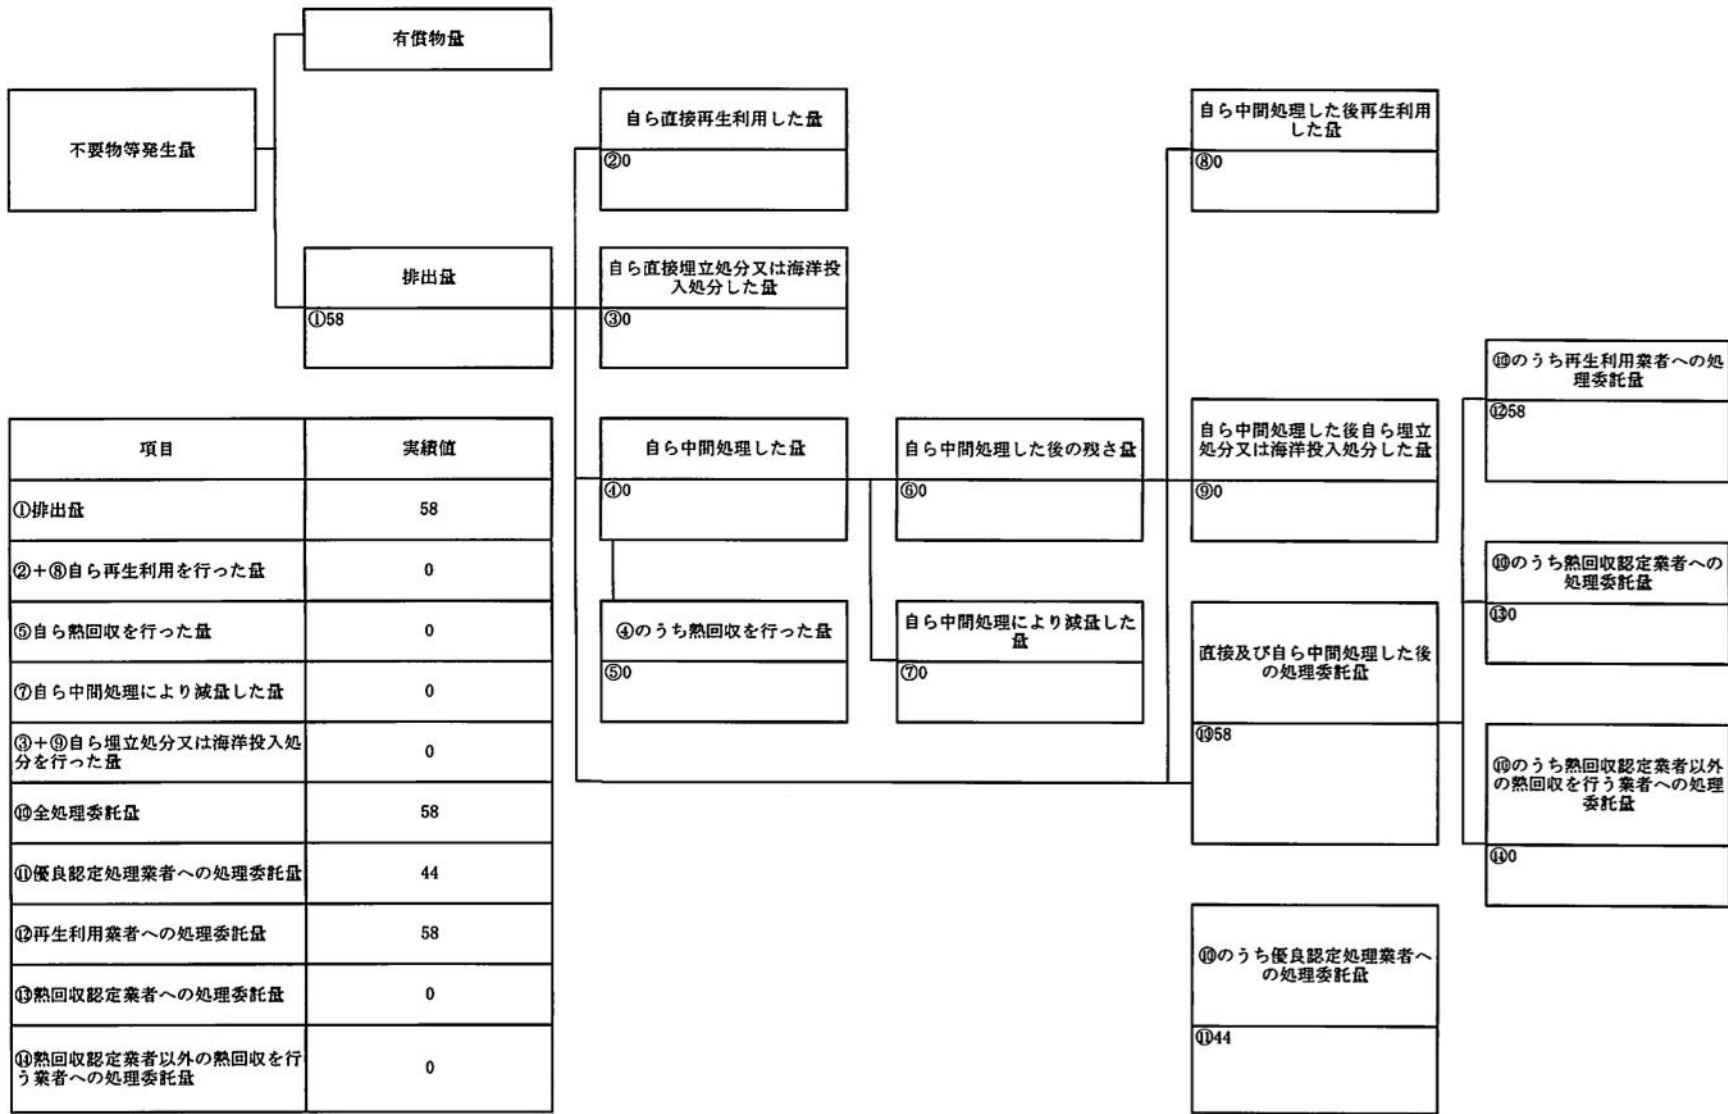 有償物量
不要物等発生量
排出量
①58
自ら直接再生利用した量
②0
自ら直接埋立処分又は海洋投
入処分した量
③0
自ら中間処理した量
④0
④のうち熱回収を行った量
⑤0
自ら中間処理した後の残さ量
⑥0
自ら中間処理により減量した
量
⑦0
自ら中間処理した後再生利用
した量
⑧0
自ら中間処理した後自ら埋立
処分又は海洋投入処分した量
⑨0
直接及び自ら中間処理した後
の処理委託量
⑩58
⑩のうち優良認定処理業者へ
の処理委託量
⑪44
⑩のうち再生利用業者への処
理委託量
⑫58
⑩のうち熱回収認定業者への
処理委託量
⑬0
⑩のうち熱回収認定業者以外
の熱回収を行う業者への処理
委託量
⑭0
項目 実績値
①排出量 58
②+⑧自ら再生利用を行った量 0
⑤自ら熱回収を行った量 0
⑦自ら中間処理により減量した量 0
③+⑨自ら埋立処分又は海洋投入処
分を行った量 0
⑩全処理委託量 58
⑪優良認定処理業者への処理委託量 44
⑫再生利用業者への処理委託量 58
⑬熱回収認定業者への処理委託量 0
⑭熱回収認定業者以外の熱回収を行
う業者への処理委託量 0